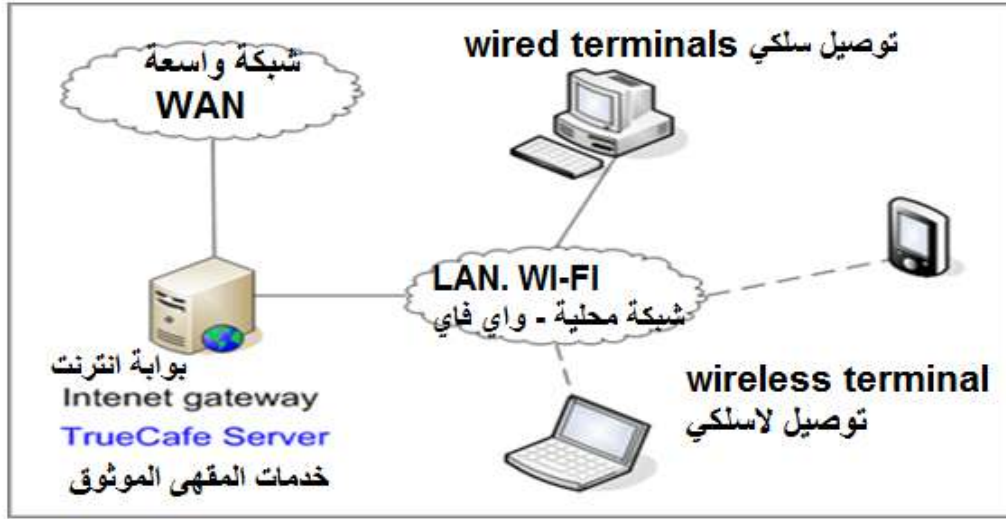 شبكة واسعة
WAN
wired terminals توصيل سلكي
LAN. WI-FI
شبكة محلية - واي فاي
بوابة انترنت
Intenet gateway
TrueCafe Server
خدمات المقهى الموثوق
wireless terminal
توصيل لاسلكي